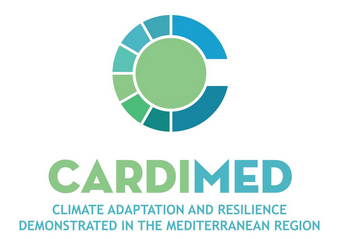 CARDIMED
CLIMATE ADAPTATION AND RESILIENCE
DEMONSTRATED IN THE MEDITERRANEAN REGION